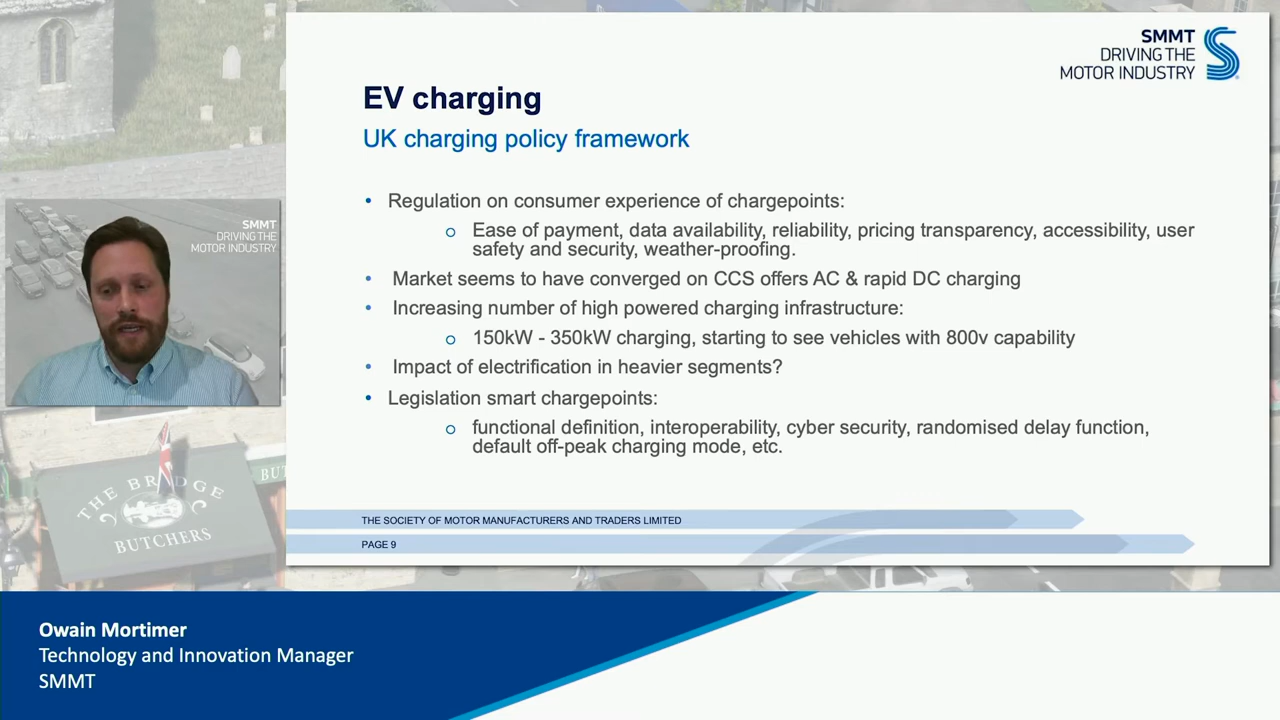 SMMT
DRIVING THE
MOTOR INDUSTRY
EV charging
UK charging policy framework
• Regulation on consumer experience of chargepoints:
o Ease of payment, data availability, reliability, pricing transparency, accessibility, user
safety and security, weather-proofing.
• Market seems to have converged on CCS offers AC & rapid DC charging
• Increasing number of high powered charging infrastructure:
o 150kW - 350kW charging, starting to see vehicles with 800v capability
• Impact of electrification in heavier segments?
• Legislation smart chargepoints:
o functional definition, interoperability, cyber security, randomised delay function,
default off-peak charging mode, etc.
THE SOCIETY OF MOTOR MANUFACTURERS AND TRADERS LIMITED
PAGE 9
SMMT
DRIVING THE
MOTOR INDUSTRY
THE BRIDGE
BUTCHERS
BUT
Owain Mortimer
Technology and Innovation Manager
SMMT